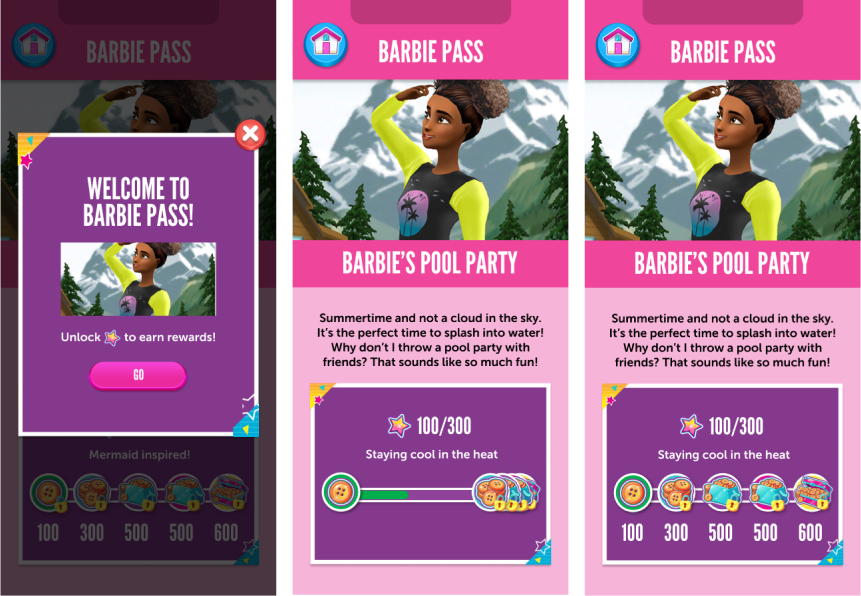 BARBIE PASS
WELCOME TO
BARBIE PASS!
Unlock to earn rewards!
GO
Mermaid inspired!
100 300 500 500 600
BARBIE PASS
BARBIE'S POOL PARTY
Summertime and not a cloud in the sky.
It's the perfect time to splash into water!
Why don't I throw a pool party with
friends? That sounds like so much fun!
100/300
Staying cool in the heat
BARBIE PASS
BARBIE'S POOL PARTY
Summertime and not a cloud in the sky.
It's the perfect time to splash into water!
Why don't I throw a pool party with
friends? That sounds like so much fun!
100/300
Staying cool in the heat
100 300 500 500 600